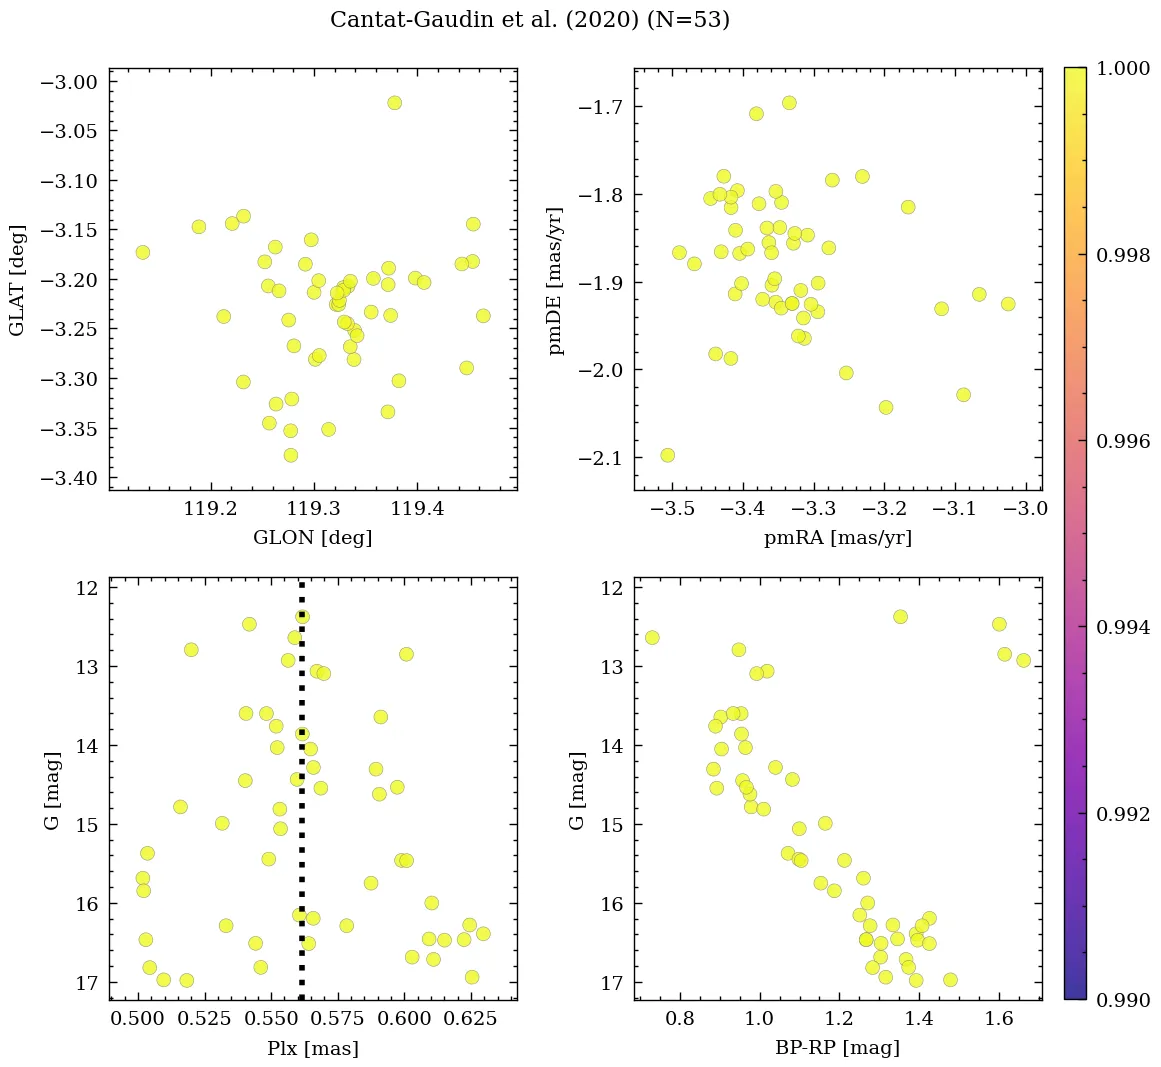 Cantat-Gaudin et al. (2020) (N=53)
−3.00
−3.05
−3.10
−3.15
−3.20
−3.25
−3.30
−3.35
−3.40
GLAT [deg]
119.2 119.3 119.4
GLON [deg]
−1.7
−1.8
−1.9
−2.0
−2.1
pmDE [mas/yr]
−3.5 −3.4 −3.3 −3.2 −3.1 −3.0
pmRA [mas/yr]
12
13
14
15
16
17
G [mag]
0.500 0.525 0.550 0.575 0.600 0.625
Plx [mas]
12
13
14
15
16
17
G [mag]
0.8 1.0 1.2 1.4 1.6
BP-RP [mag]
1.000
0.998
0.996
0.994
0.992
0.990